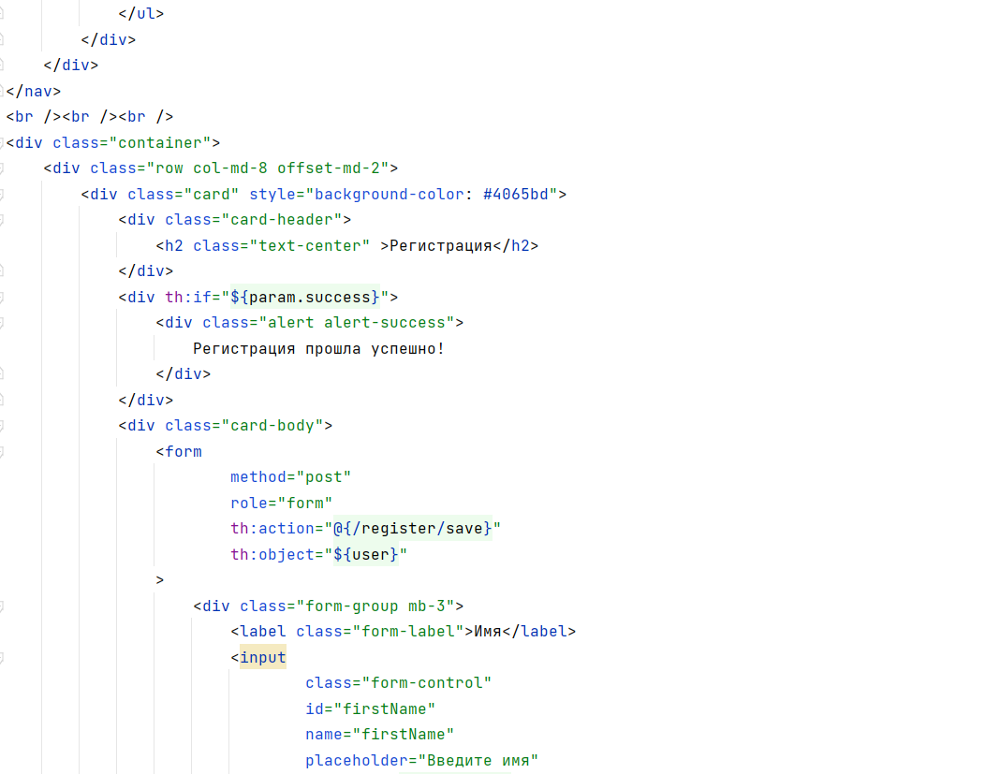 </ul>
</div>
</div>
</nav>
<br /><br /><br />
<div class="container">
<div class="row col-md-8 offset-md-2">
<div class="card" style="background-color: #4065bd">
<div class="card-header">
<h2 class="text-center" >Регистрация</h2>
</div>
<div th:if="${param.success}">
<div class="alert alert-success">
Регистрация прошла успешно!
</div>
</div>
<div class="card-body">
<form
method="post"
role="form"
th:action="@{/register/save}"
th:object="${user}"
>
<div class="form-group mb-3">
<label class="form-label">Имя</label>
<input
class="form-control"
id="firstName"
name="firstName"
placeholder="Введите имя"